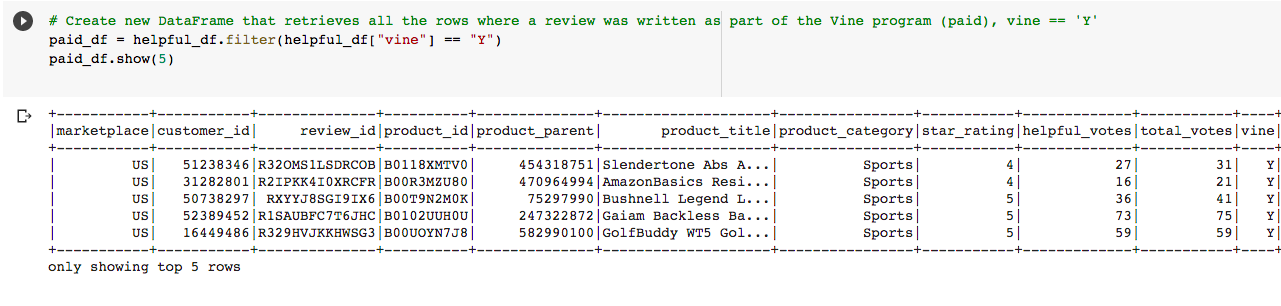 # Create new DataFrame that retrieves all the rows where a review was written as part of the Vine program (paid), vine == 'Y'
paid_df = helpful_df.filter(helpful_df["vine"] == "Y")
paid_df.show(5)
+-----------+-----------+--------------+----------+--------------+--------------------+----------------+-----------+-------------+-----------+----+
|marketplace|customer_id|     review_id|product_id|product_parent|       product_title|product_category|star_rating|helpful_votes|total_votes|vine|
+-----------+-----------+--------------+----------+--------------+--------------------+----------------+-----------+-------------+-----------+----+
|         US|   51238346|R32OMS1LSDRCOB|B0118XMTV0|     454318751|Slendertone Abs A...|          Sports|          4|           27|         31|   Y|
|         US|   31282801|R2IPKK4I0XRCFR|B00R3MZU80|     470964994|AmazonBasics Resi...|          Sports|          4|           16|         21|   Y|
|         US|   50738297| RXYYJ8SGI9IX6|B00T9N2M0K|      75297990|Bushnell Legend L...|          Sports|          5|           36|         41|   Y|
|         US|   52389452|R1SAUBFC7T6JHC|B0102UUH0U|     247322872|Gaiam Backless Ba...|          Sports|          5|           73|         75|   Y|
|         US|   16449486|R329HVJKKHWSG3|B00UOYN7J8|     582990100|GolfBuddy WT5 Gol...|          Sports|          5|           59|         59|   Y|
+-----------+-----------+--------------+----------+--------------+--------------------+----------------+-----------+-------------+-----------+----+
only showing top 5 rows